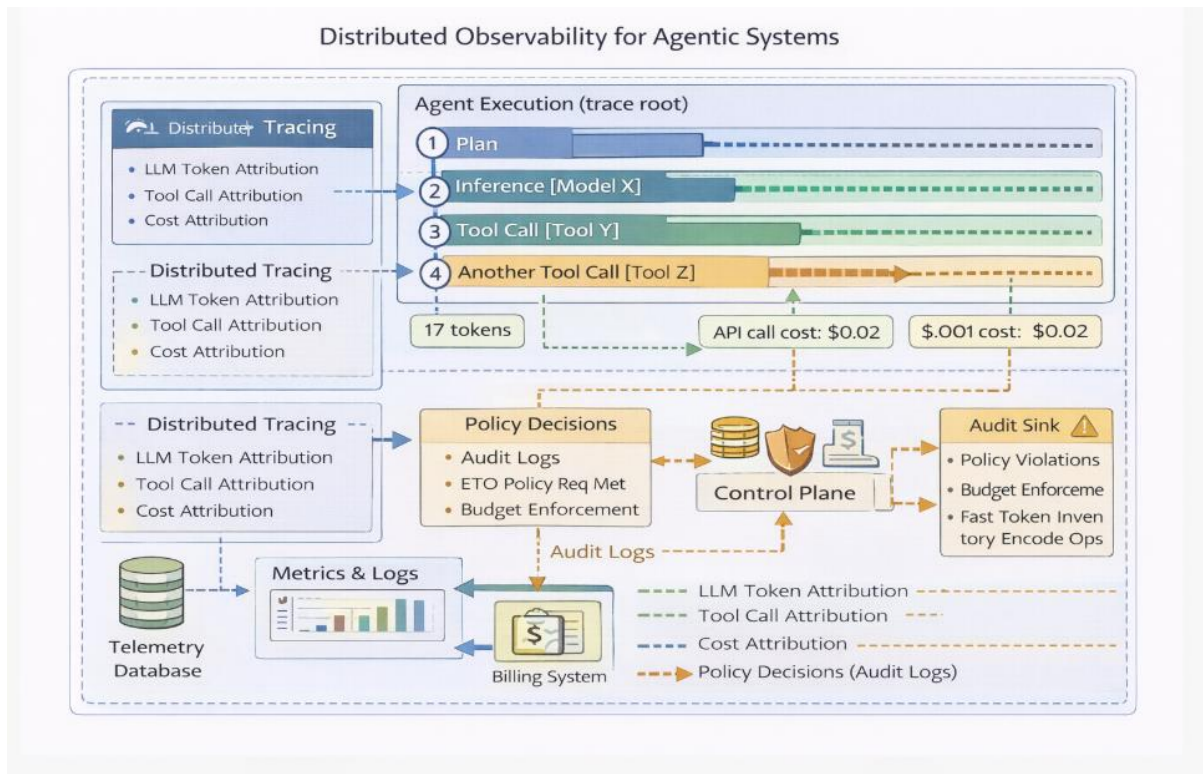 Distributed Observability for Agentic Systems
Distribute Tracing
• LLM Token Attribution
• Tool Call Attribution
• Cost Attribution
Distributed Tracing
• LLM Token Attribution
• Tool Call Attribution
• Cost Attribution
Agent Execution (trace root)
1 Plan
2 Inference [Model X]
3 Tool Call [Tool Y]
4 Another Tool Call [Tool Z]
17 tokens
API call cost: $0.02
$.001 cost: $0.02
Distributed Tracing
• LLM Token Attribution
• Tool Call Attribution
• Cost Attribution
Policy Decisions
• Audit Logs
• ETO Policy Req Met
• Budget Enforcement
$
Control Plane
Audit Sink
• Policy Violations
• Budget Enforceme
• Fast Token Inven
tory Encode Ops
Audit Logs
Telemetry
Database
Metrics & Logs
$
Billing System
LLM Token Attribution
Tool Call Attribution
Cost Attribution
Policy Decisions (Audit Logs)